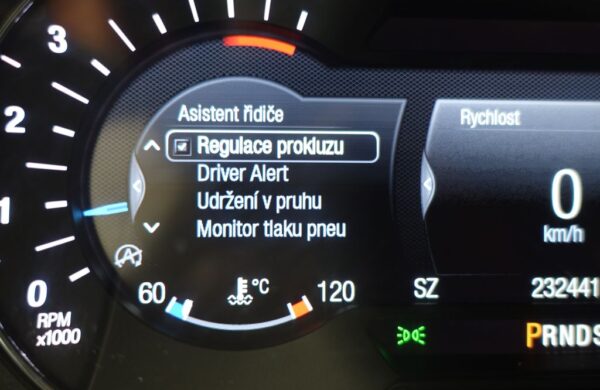 3
2
1
0
RPM
x1000
Asistent řidiče
Regulace prokluzu
Driver Alert
Udržení v pruhu
Monitor tlaku pneu
60
°C
120
Rychlost
0
km/h
SZ
232441
PRNDS